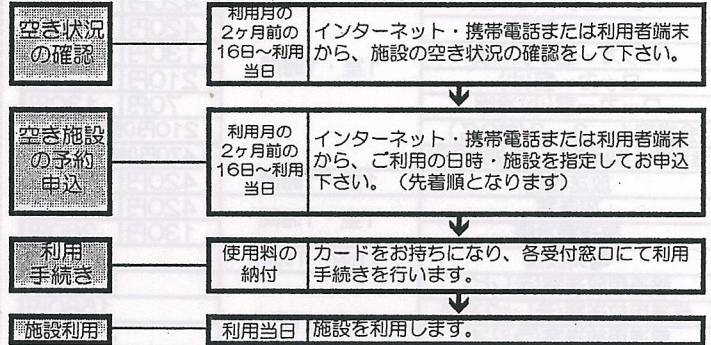 空き状況
の確認
利用月の
2ヶ月前の
16日～利用
当日
インターネット・携帯電話または利用者端末
から、施設の空き状況の確認をして下さい。
空き施設
の予約
申込
利用月の
2ヶ月前の
16日～利用
当日
インターネット・携帯電話または利用者端末
から、ご利用の日時・施設を指定してお申込
下さい。（先着順となります）
利用
手続き
使用料の
納付
カードをお持ちになり、各受付窓口にて利用
手続きを行います。
施設利用
利用当日
施設を利用します。